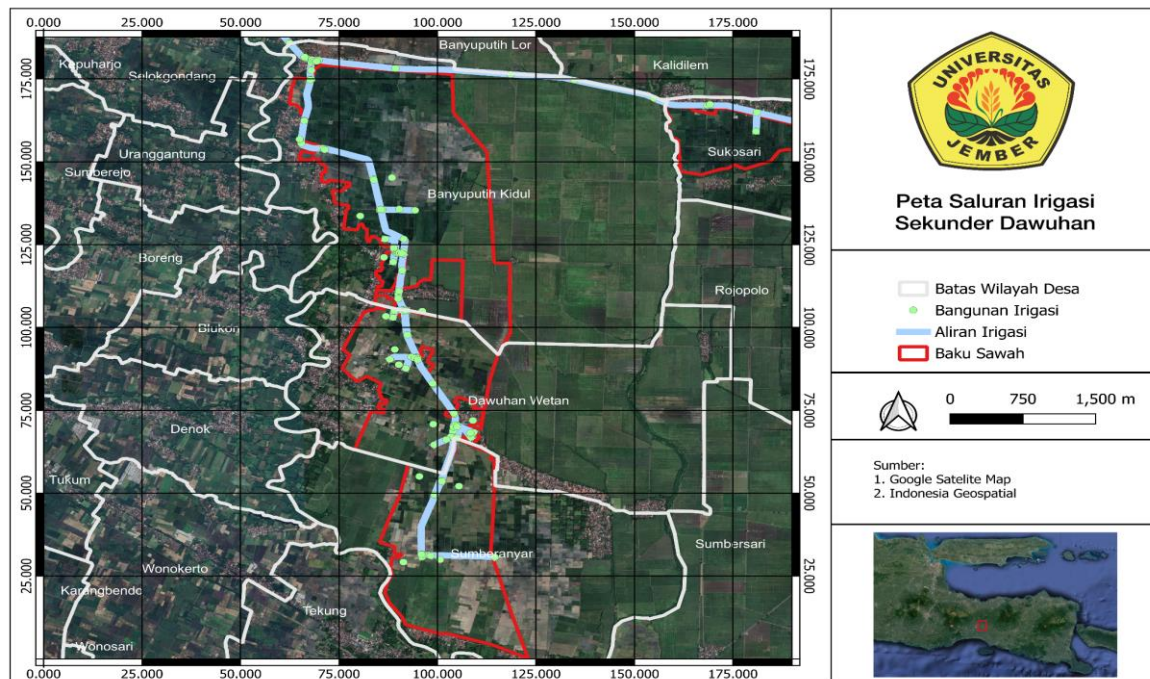 0.000 25.000 50.000 75.000 100.000 125.000 150.000 175.000
175.000
150.000
125.000
100.000
75.000
50.000
25.000
Banyuputih Lor
Kalidilem
Kapuharjo
Selokgondang
Uranggantung
Sumberejo
Sukosari
Banyuputih Kidul
Boreng
Rojopolo
Blukon
Dawuhan Wetan
Denok
Tukum
Sumberanyar
Sumbersari
Wonokerto
Karangbendo
Tekung
Wonosari
175.000
150.000
125.000
100.000
75.000
50.000
25.000
0.000 25.000 50.000 75.000 100.000 125.000 150.000 175.000
UNIVERSITAS
JEMBER
Peta Saluran Irigasi
Sekunder Dawuhan
Batas Wilayah Desa
Bangunan Irigasi
Aliran Irigasi
Baku Sawah
0 750 1,500 m
Sumber:
1. Google Satelite Map
2. Indonesia Geospatial